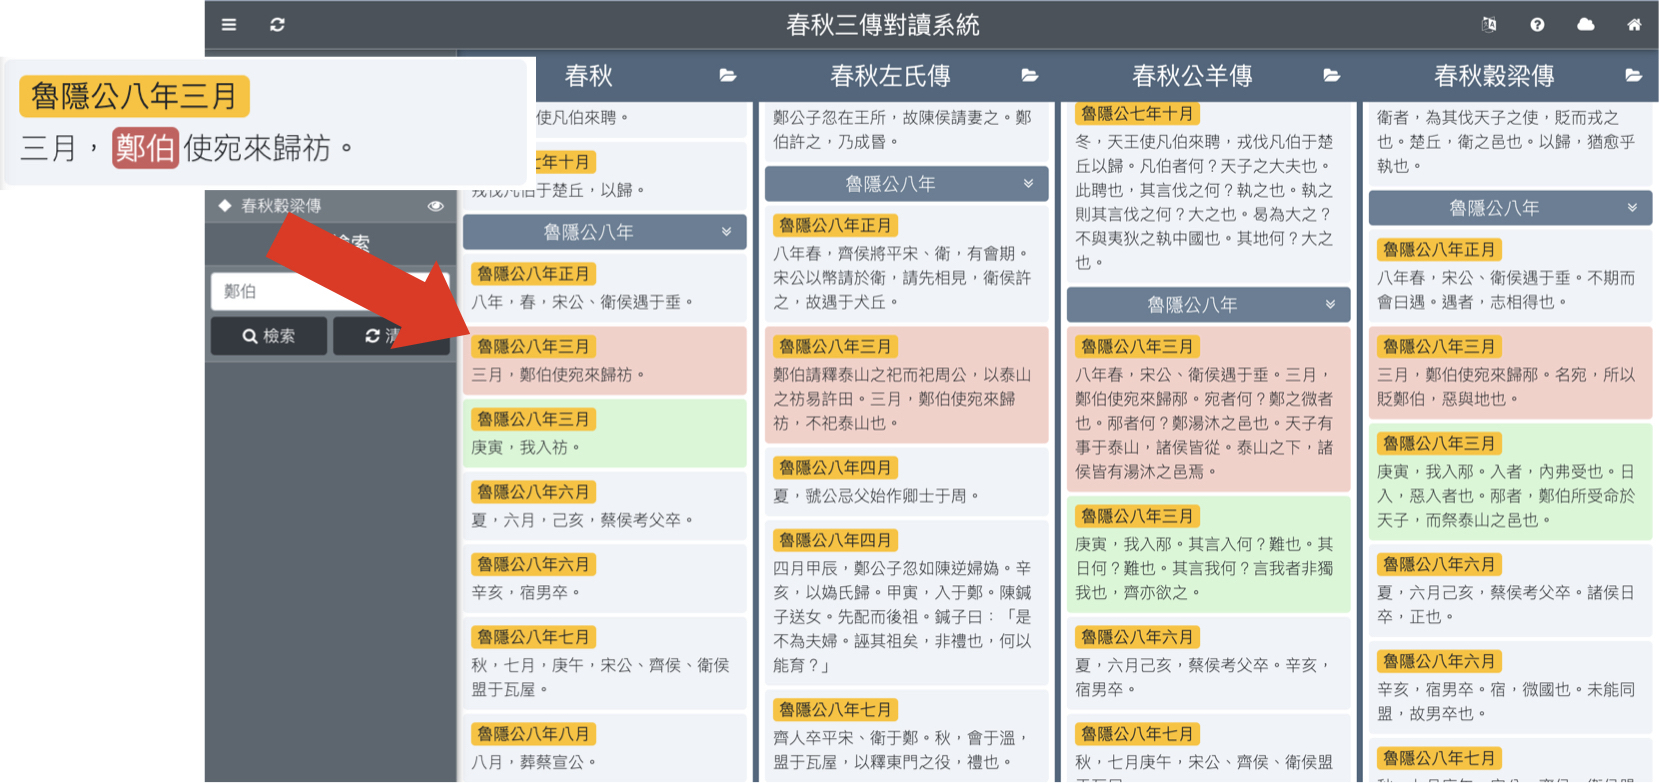 春秋三傳對讀系統
魯隱公八年三月
三月，鄭伯使宛來歸祊。
春秋穀梁傳
索
鄭伯
檢索
清
春秋
使凡伯來聘。
七年十月
戎伐凡伯于楚丘，以歸。
魯隱公八年
魯隱公八年正月
八年，春，宋公、衛侯遇于垂。
魯隱公八年三月
三月，鄭伯使宛來歸祊。
魯隱公八年三月
庚寅，我入祊。
魯隱公八年六月
夏，六月，己亥，蔡侯考父卒。
魯隱公八年六月
辛亥，宿男卒。
魯隱公八年七月
秋，七月，庚午，宋公、齊侯、衛侯
盟于瓦屋。
魯隱公八年八月
八月，葬蔡宣公。
春秋左氏傳
鄭公子忽在王所，故陳侯請妻之。鄭
伯許之，乃成昏。
魯隱公八年
魯隱公八年正月
八年春，齊侯將平宋、衛，有會期。
宋公以幣請於衛，請先相見，衛侯許
之，故遇于犬丘。
魯隱公八年三月
鄭伯請釋泰山之祀而祀周公，以泰山
之祊易許田。三月，鄭伯使宛來歸
祊，不祀泰山也。
魯隱公八年四月
夏，虢公忌父始作卿士于周。
魯隱公八年四月
四月甲辰，鄭公子忽如陳逆婦媯。辛
亥，以媯氏歸。甲寅，入于鄭。陳鍼
子送女。先配而後祖。鍼子曰：「是
不為夫婦。誣其祖矣，非禮也，何以
能育？」
魯隱公八年七月
齊人卒平宋、衛于鄭。秋，會于溫，
盟于瓦屋，以釋東門之役，禮也。
春秋公羊傳
魯隱公七年十月
冬，天王使凡伯來聘，戎伐凡伯于楚
丘以歸。凡伯者何？天子之大夫也。
此聘也，其言伐之何？執之也。執之
則其言伐之何？大之也。曷為大之？
不與夷狄之執中國也。其地何？大之
也。
魯隱公八年
魯隱公八年三月
八年春，宋公、衛侯遇于垂。三月，
鄭伯使宛來歸邴。宛者何？鄭之微者
也。邴者何？鄭湯沐之邑也。天子有
事于泰山，諸侯皆從。泰山之下，諸
侯皆有湯沐之邑焉。
魯隱公八年三月
庚寅，我入邴。其言入何？難也。其
日何？難也。其言我何？言我者非獨
我也，齊亦欲之。
魯隱公八年六月
夏，六月己亥，蔡侯考父卒。辛亥，
宿男卒。
魯隱公八年七月
秋，七月庚午，宋公、齊侯、衛侯盟
春秋穀梁傳
衛者，為其伐天子之使，貶而戎之
也。楚丘，衛之邑也。以歸，猶愈乎
執也。
魯隱公八年
魯隱公八年正月
八年春，宋公、衛侯遇于垂。不期而
會曰遇。遇者，志相得也。
魯隱公八年三月
三月，鄭伯使宛來歸邴。名宛，所以
貶鄭伯，惡與地也。
魯隱公八年三月
庚寅，我入邴。入者，內弗受也。日
入，惡入者也。邴者，鄭伯所受命於
天子，而祭泰山之邑也。
魯隱公八年六月
夏，六月己亥，蔡侯考父卒。諸侯日
卒，正也。
魯隱公八年六月
辛亥，宿男卒。宿，微國也。未能同
盟，故男卒也。
魯隱公八年七月